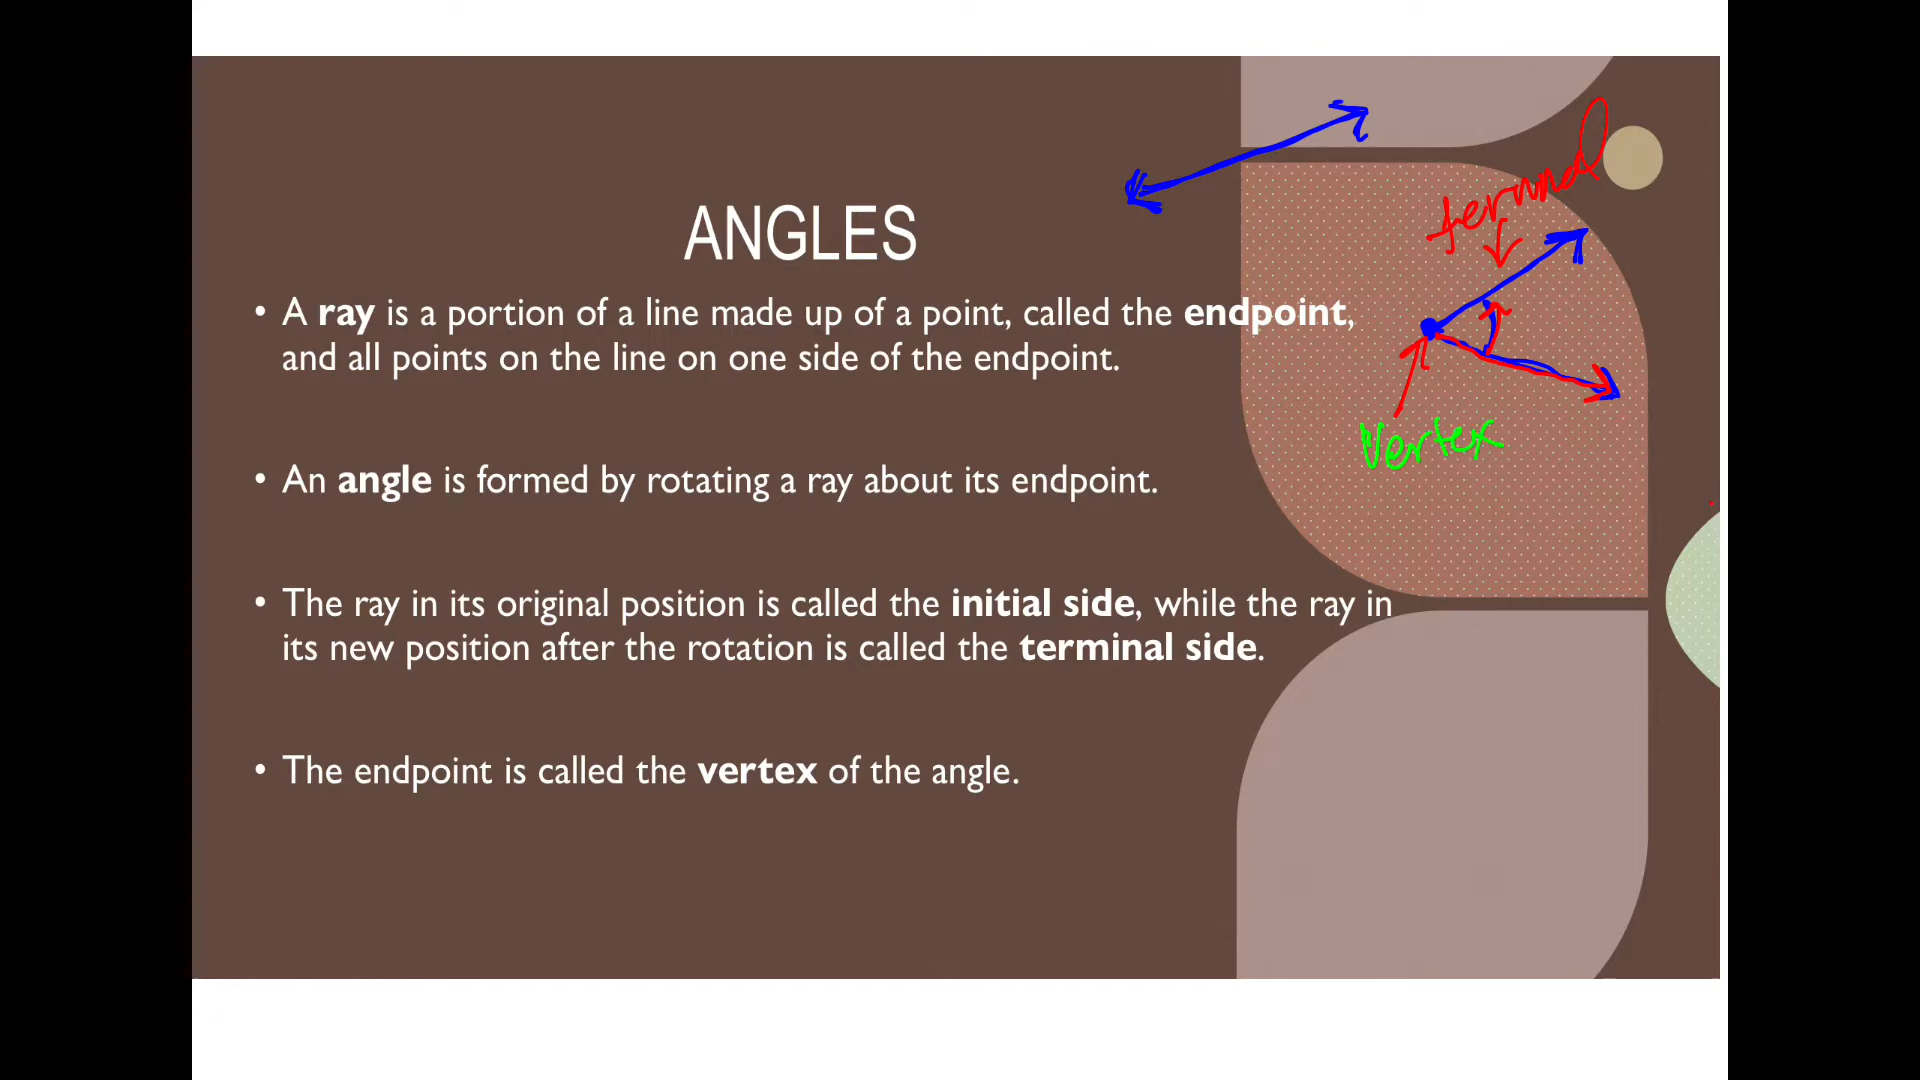 ANGLES
• A ray is a portion of a line made up of a point, called the endpoint,
and all points on the line on one side of the endpoint.
• An angle is formed by rotating a ray about its endpoint.
• The ray in its original position is called the initial side, while the ray in
its new position after the rotation is called the terminal side.
• The endpoint is called the vertex of the angle.
Vertex